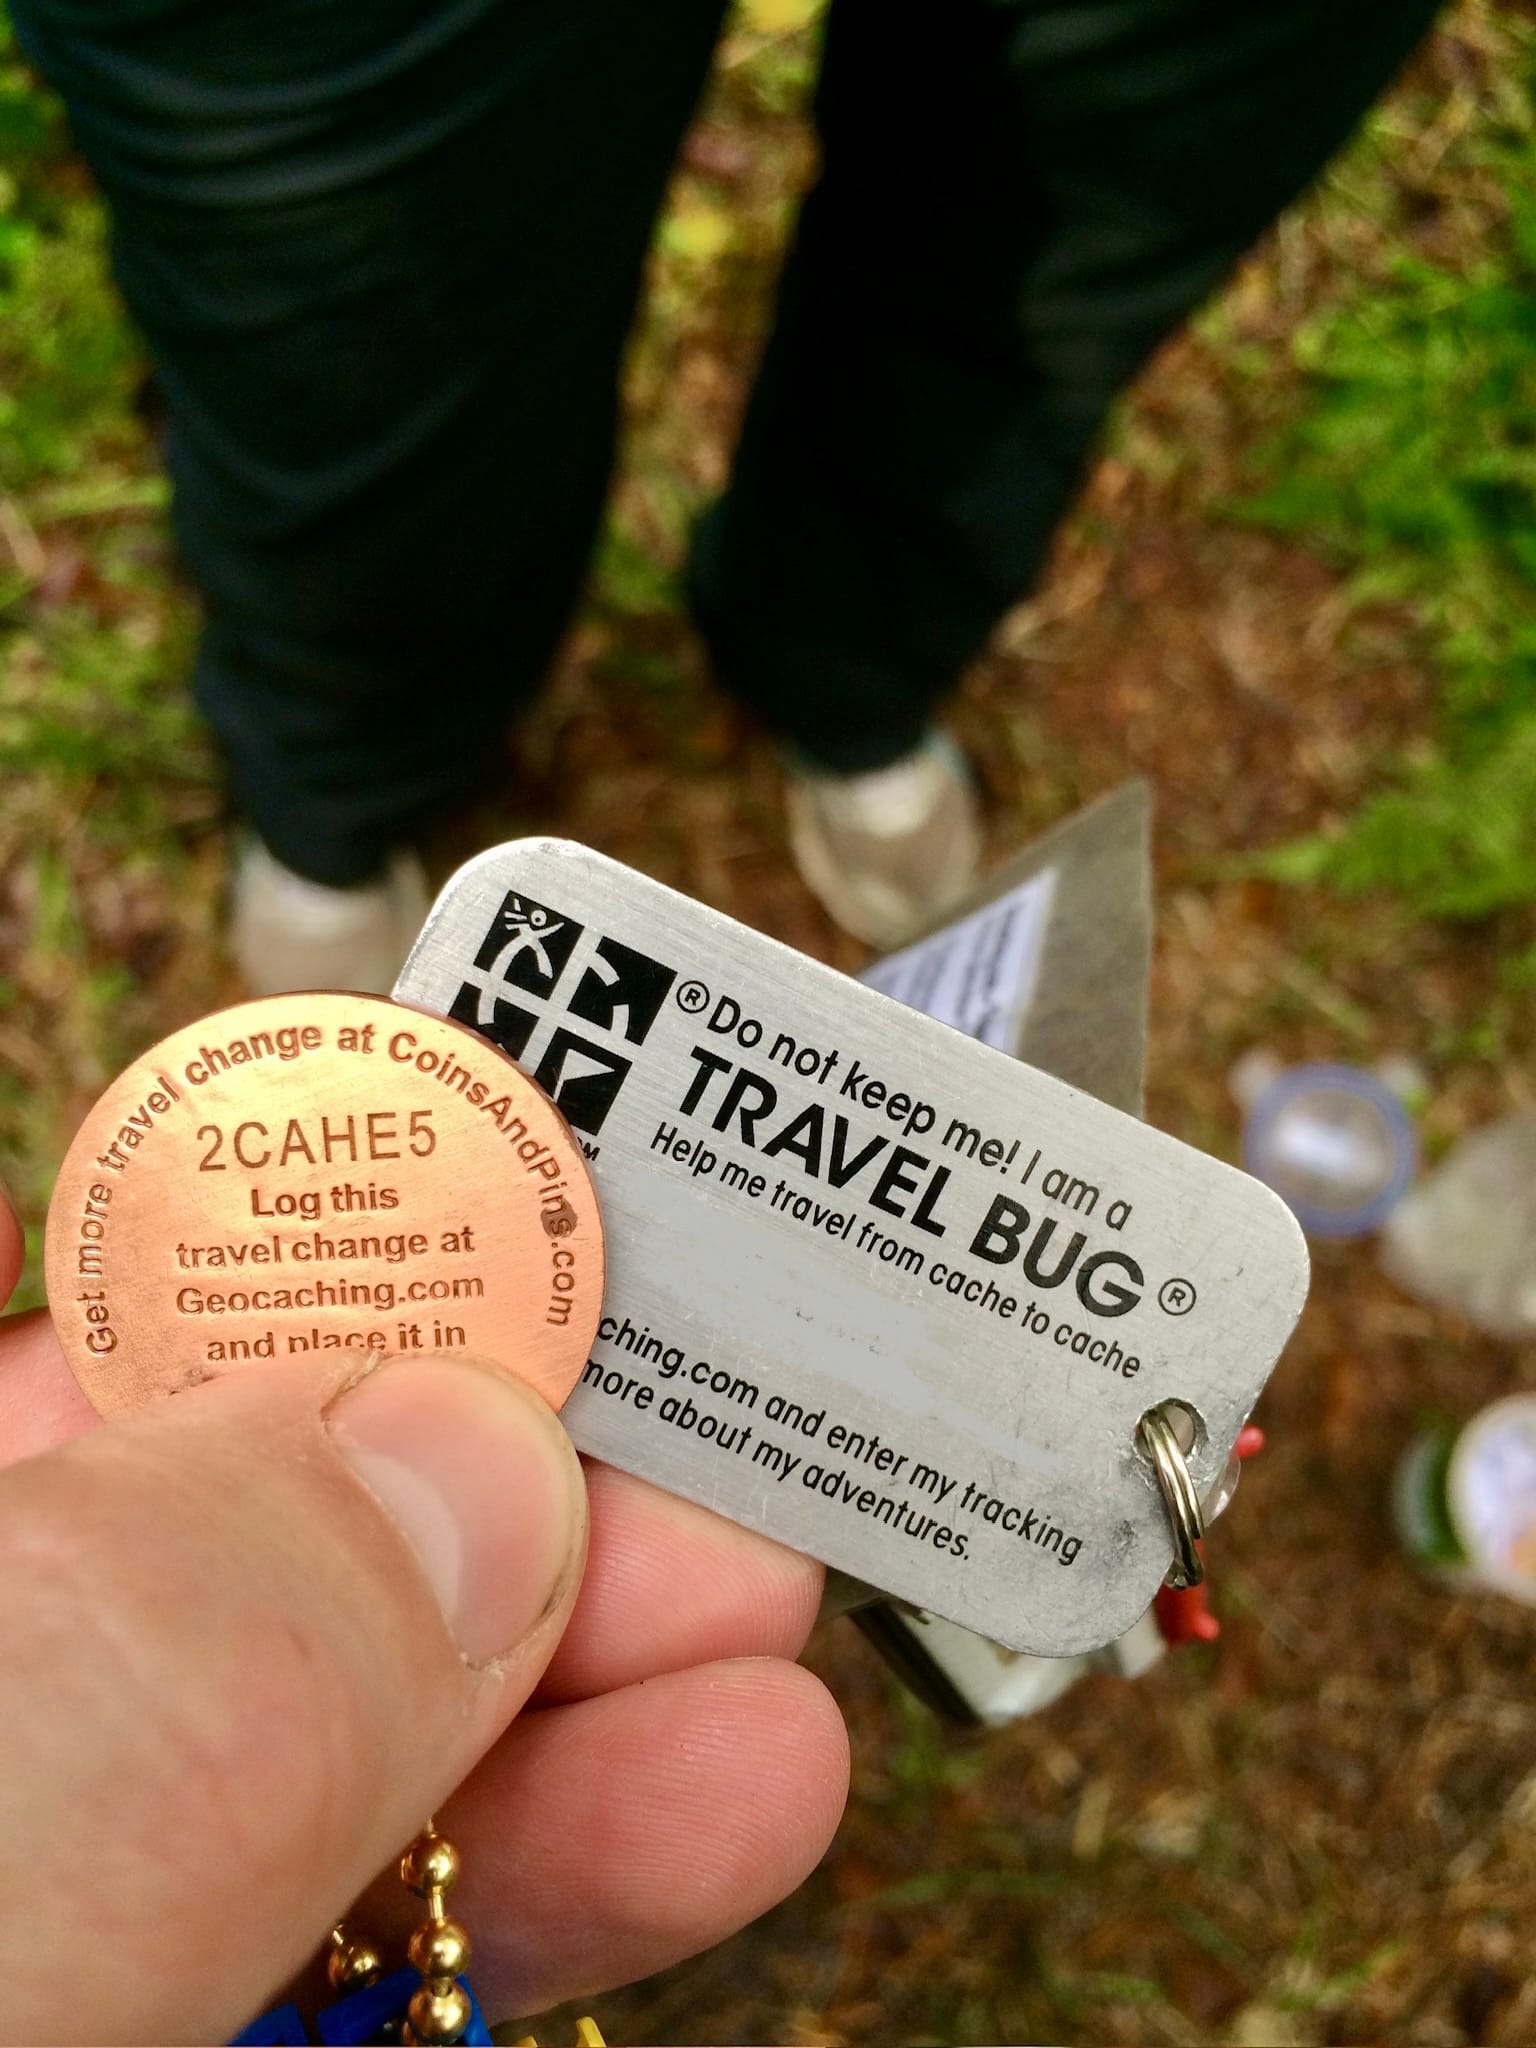 Get more travel change at CoinsAndPins.com
2CAHE5
Log this
travel change at
Geocaching.com
and place it in
® Do not keep me! I am a
TRAVEL BUG ®
Help me travel from cache to cache
ching.com and enter my tracking
more about my adventures.